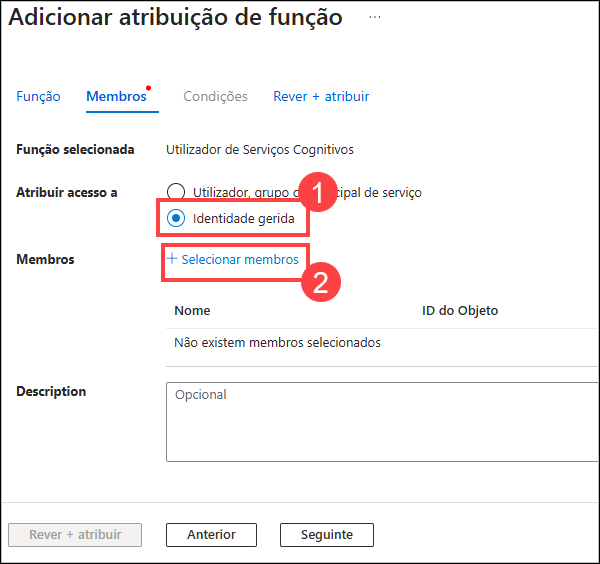 Adicionar atribuição de função ...
Função Membros Condições Rever + atribuir
Função selecionada Utilizador de Serviços Cognitivos
Atribuir acesso a Utilizador, grupo de serviço
1
Identidade gerida
Membros + Selecionar membros
2
Nome ID do Objeto
Não existem membros selecionados
Description Opcional
Rever + atribuir Anterior Seguinte